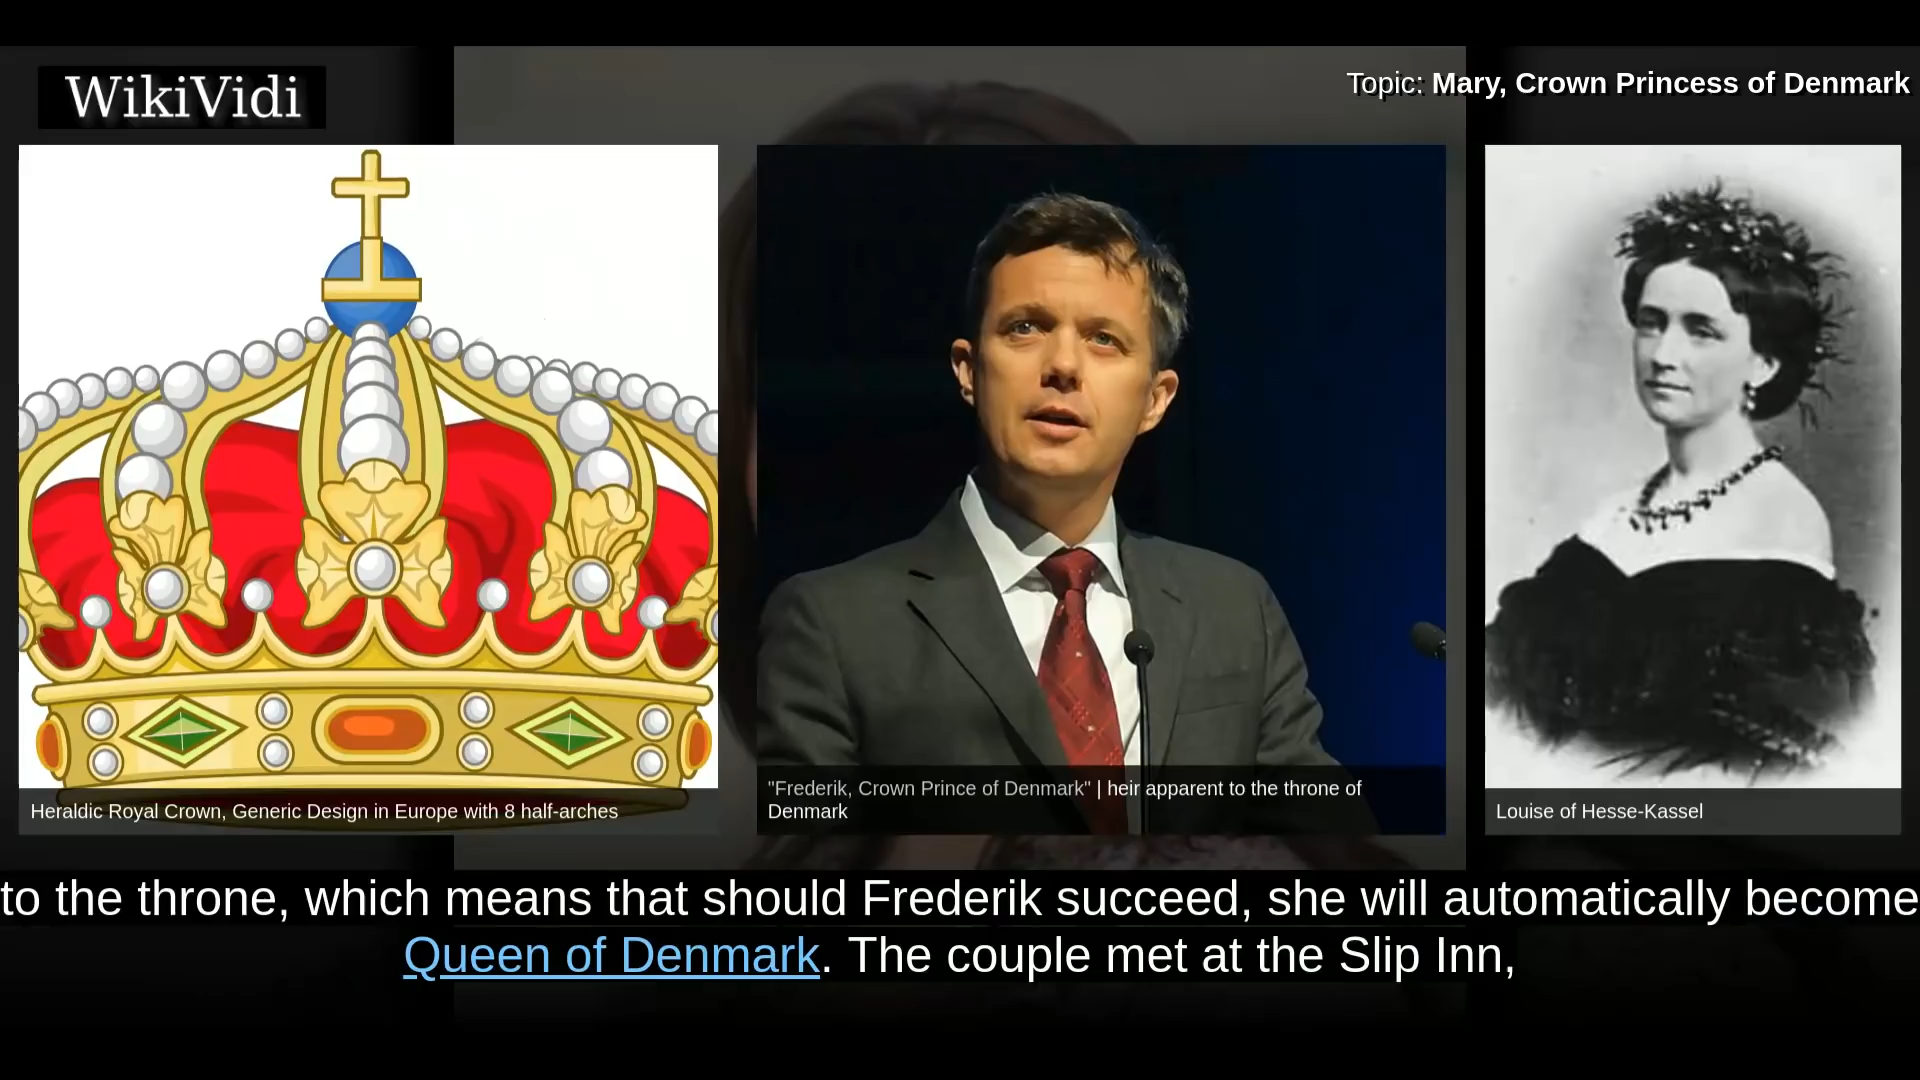 WikiVidi
Topic: Mary, Crown Princess of Denmark
Heraldic Royal Crown, Generic Design in Europe with 8 half-arches
"Frederik, Crown Prince of Denmark" | heir apparent to the throne of
Denmark
Louise of Hesse-Kassel
to the throne, which means that should Frederik succeed, she will automatically become
Queen of Denmark. The couple met at the Slip Inn,